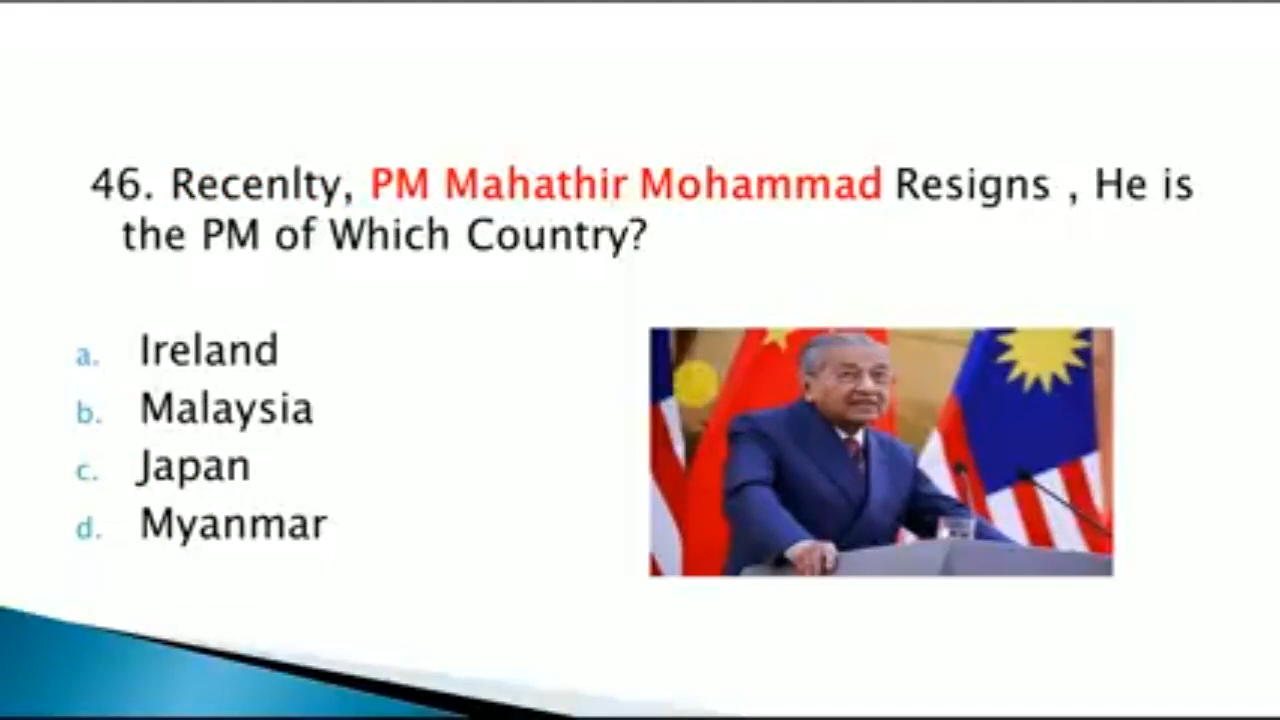 46. Recenlty, PM Mahathir Mohammad Resigns , He is
the PM of Which Country?
a. Ireland
b. Malaysia
c. Japan
d. Myanmar